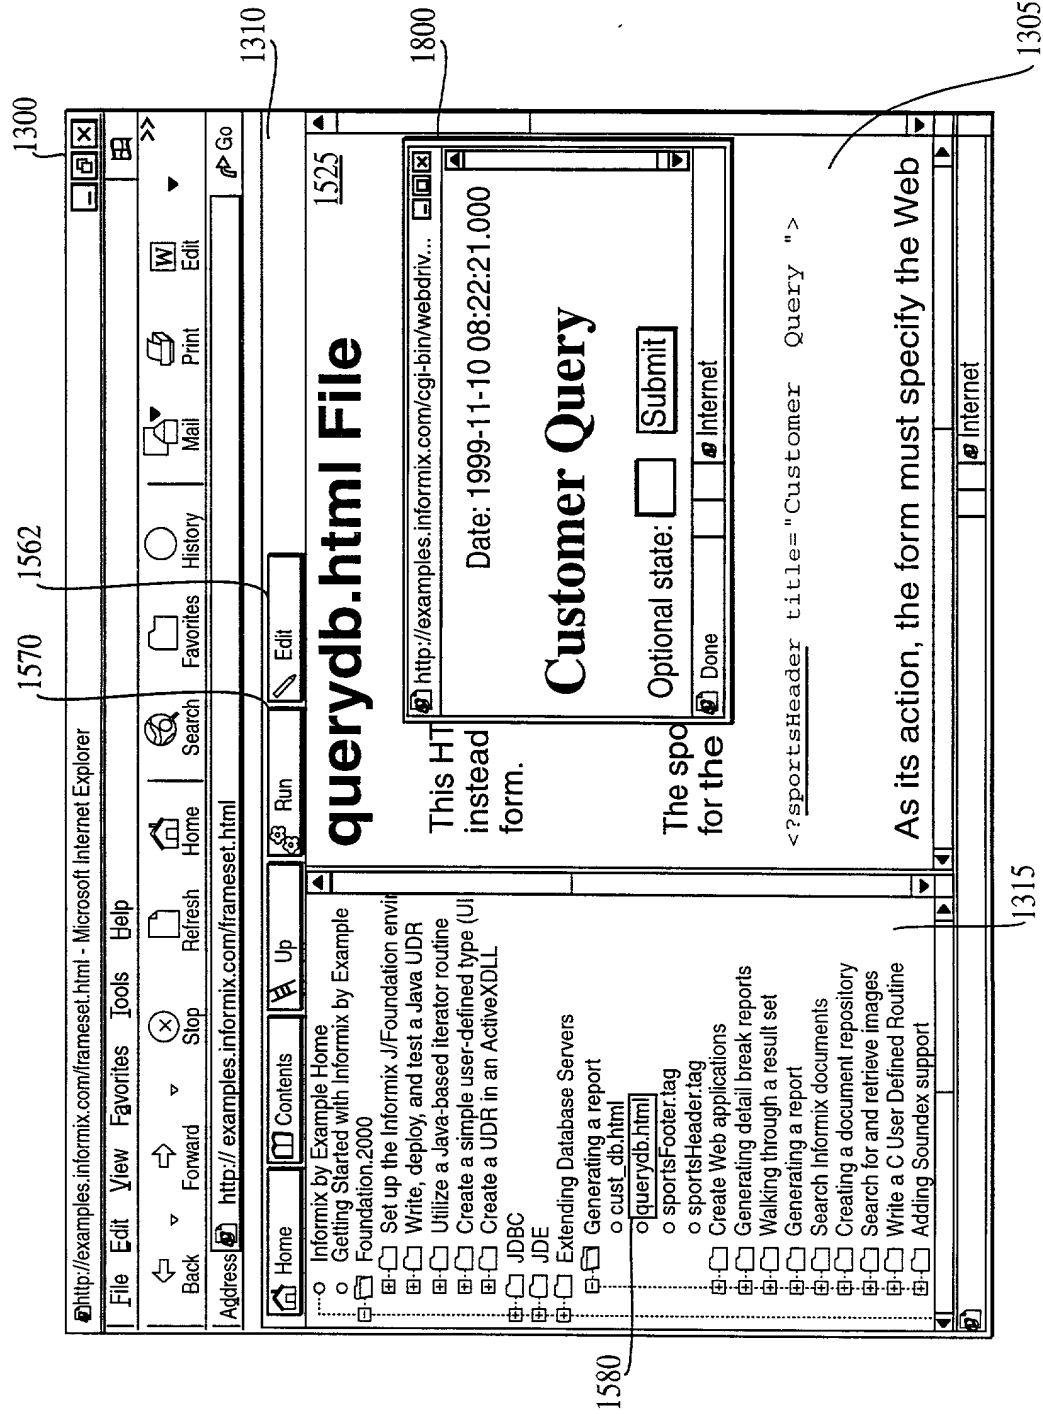 1300
http://examples.informix.com/frameset.html - Microsoft Internet Explorer
File Edit View Favorites Tools Help
Back Forward Stop Refresh Home Search Favorites History Mail Print Edit
>>
Address http:// examples.informix.com/frameset.html Go
1570
1562
1310
Home Contents Up Run Edit
Informix by Example Home
Getting Started with Informix by Example
Foundation.2000
Set up the Informix J/Foundation envir
Write, deploy, and test a Java UDR
Utilize a Java-based iterator routine
Create a simple user-defined type (UI
Create a UDR in an ActiveXDLL
JDBC
JDE
Extending Database Servers
Generating a report
cust_db.html
querydb.html
sportsFooter.tag
sportsHeader.tag
Create Web applications
Generating detail break reports
Walking through a result set
Generating a report
Search Informix documents
Creating a document repository
Search for and retrieve images
Write a C User Defined Routine
Adding Soundex support
1580
1315
1525
querydb.html File
This HT
instead
form.
The spo
for the
1800
http://examples.informix.com/cgi-bin/webdriv...
Date: 1999-11-10 08:22:21.000
Customer Query
Optional state: Submit
Done Internet
<?sportsHeader title="Customer Query ">
As its action, the form must specify the Web
1305
Internet